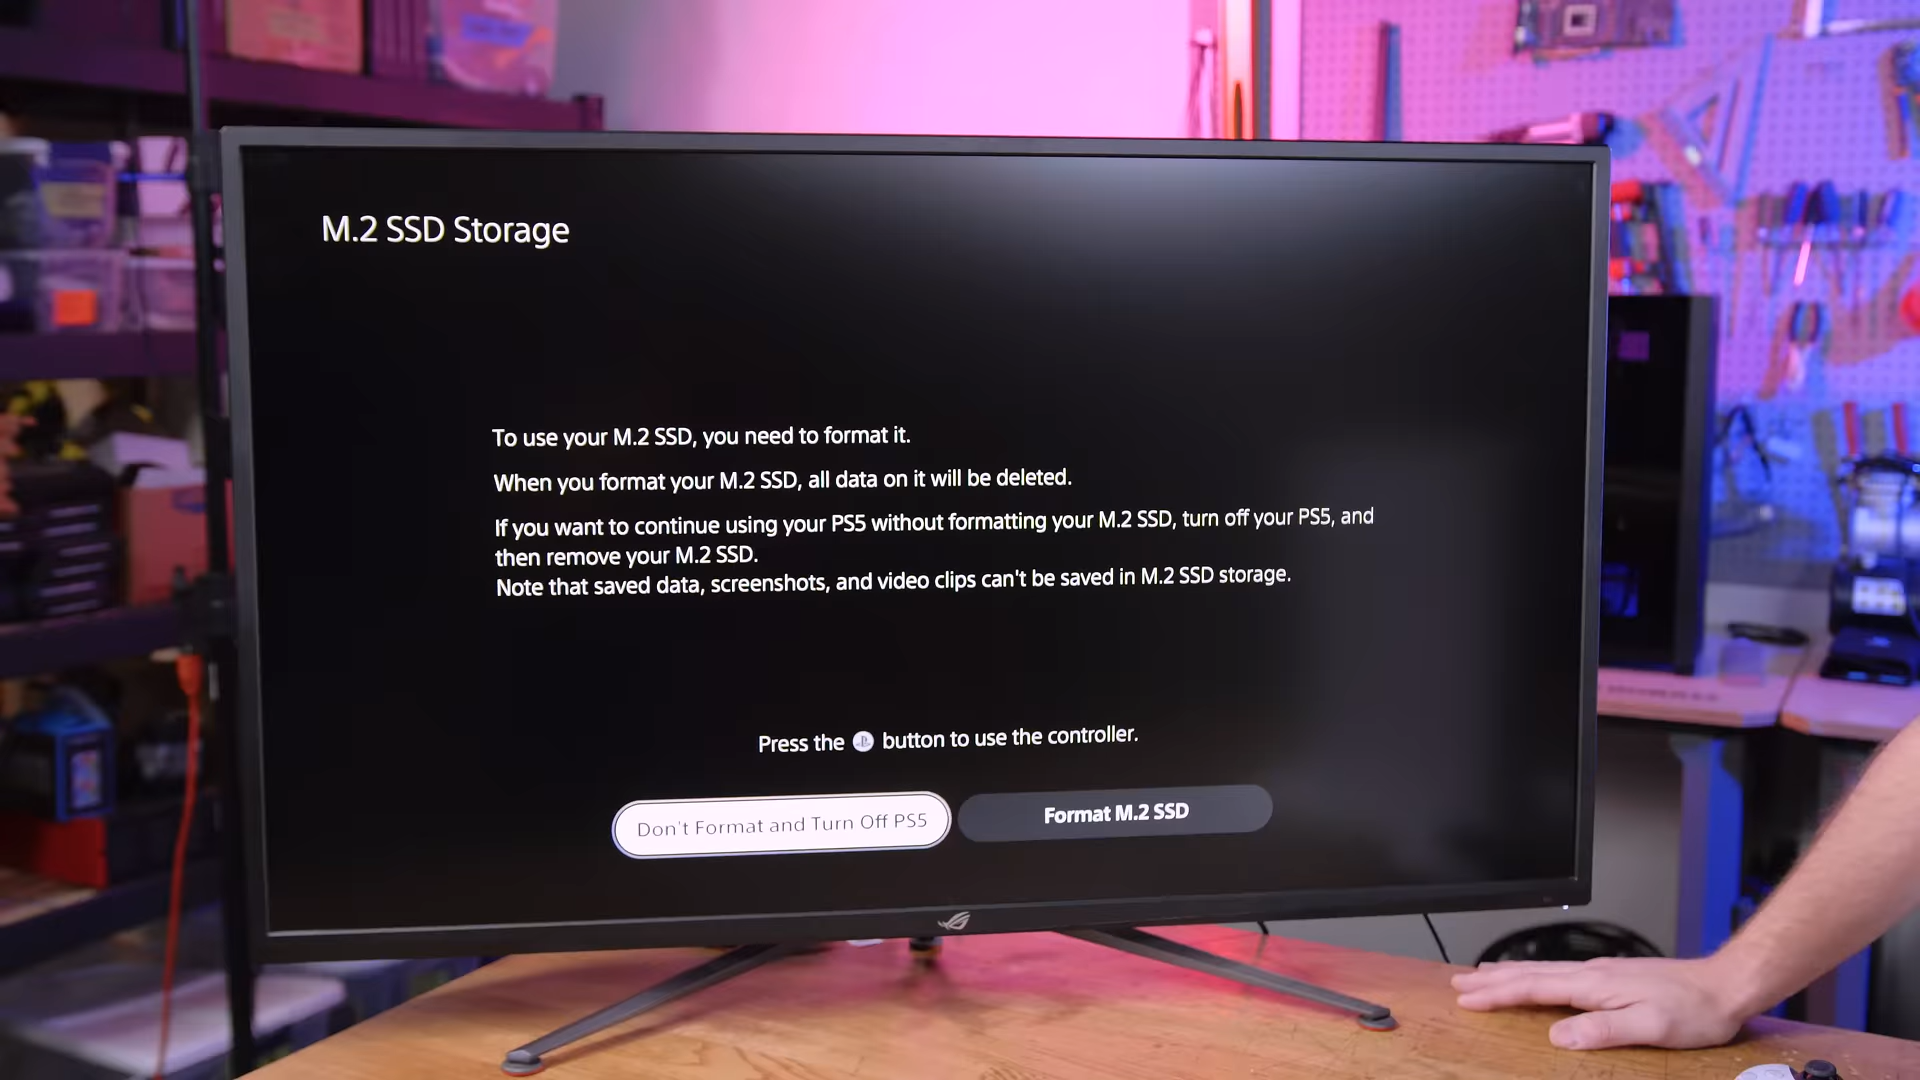 M.2 SSD Storage
To use your M.2 SSD, you need to format it.
When you format your M.2 SSD, all data on it will be deleted.
If you want to continue using your PS5 without formatting your M.2 SSD, turn off your PS5, and
then remove your M.2 SSD.
Note that saved data, screenshots, and video clips can't be saved in M.2 SSD storage.
Press the button to use the controller.
Don't Format and Turn Off PS5
Format M.2 SSD